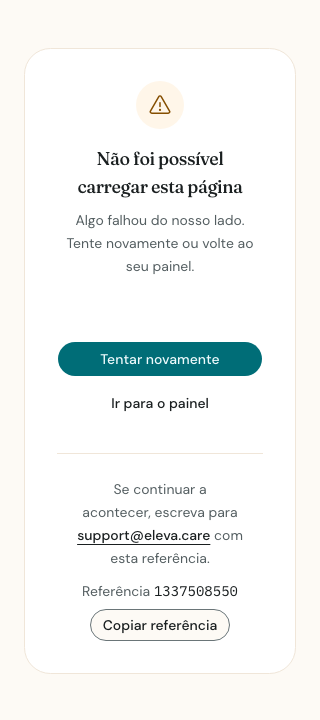 Não foi possível
carregar esta página
Algo falhou do nosso lado.
Tente novamente ou volte ao
seu painel.
Tentar novamente
Ir para o painel
Se continuar a
acontecer, escreva para
support@eleva.care com
esta referência.
Referência 1337508550
Copiar referência